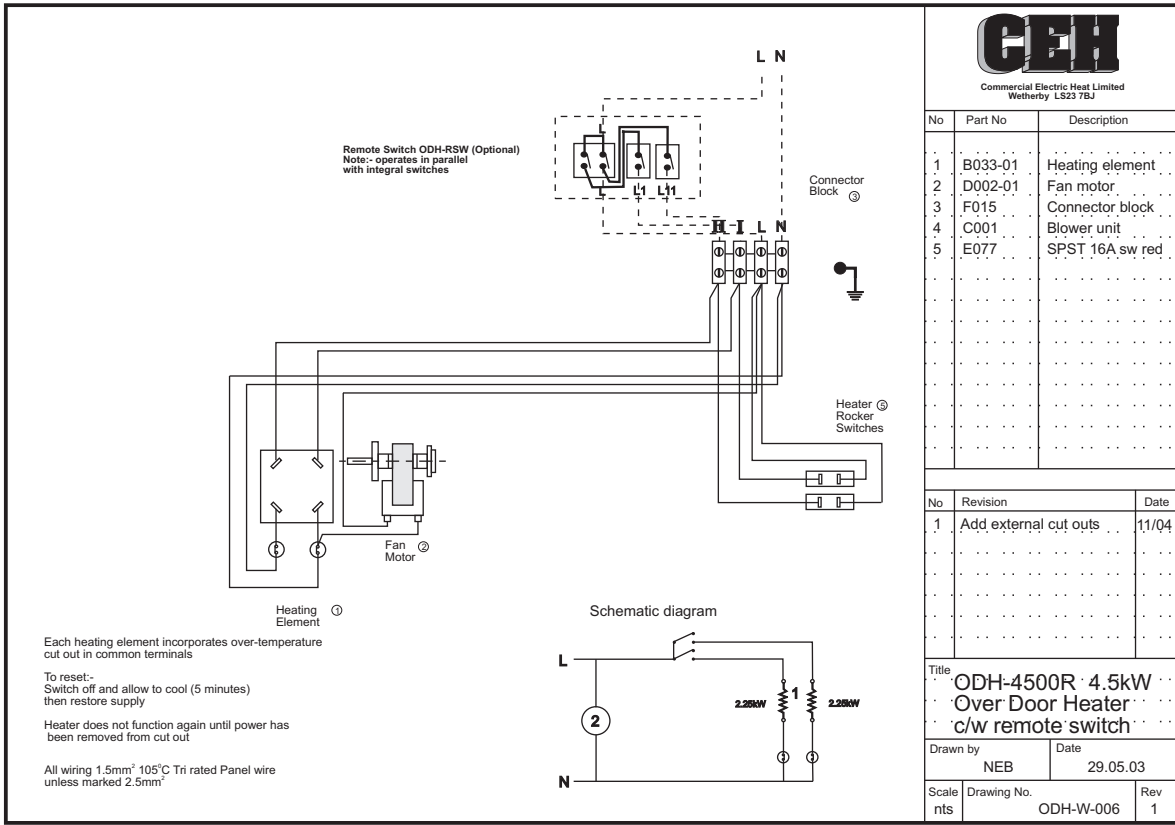 L N
Remote Switch ODH-RSW (Optional)
Note:- operates in parallel
with integral switches
L
L1 L11
L
Connector
Block ③
II I L N
Heater ⑤
Rocker
Switches
Fan ②
Motor
Heating ①
Element
Each heating element incorporates over-temperature
cut out in common terminals
To reset:-
Switch off and allow to cool (5 minutes)
then restore supply
Heater does not function again until power has
been removed from cut out
All wiring 1.5mm² 105°C Tri rated Panel wire
unless marked 2.5mm²
Schematic diagram
L
2.25kW 1 2.25kW
2
N
CEH
Commercial Electric Heat Limited
Wetherby LS23 7BJ
No Part No Description
1 B033-01 Heating element
2 D002-01 Fan motor
3 F015 Connector block
4 C001 Blower unit
5 E077 SPST 16A sw red
No Revision Date
1 Add external cut outs 11/04
Title
ODH-4500R 4.5kW
Over Door Heater
c/w remote switch
Drawn by Date
NEB 29.05.03
Scale Drawing No. Rev
nts ODH-W-006 1